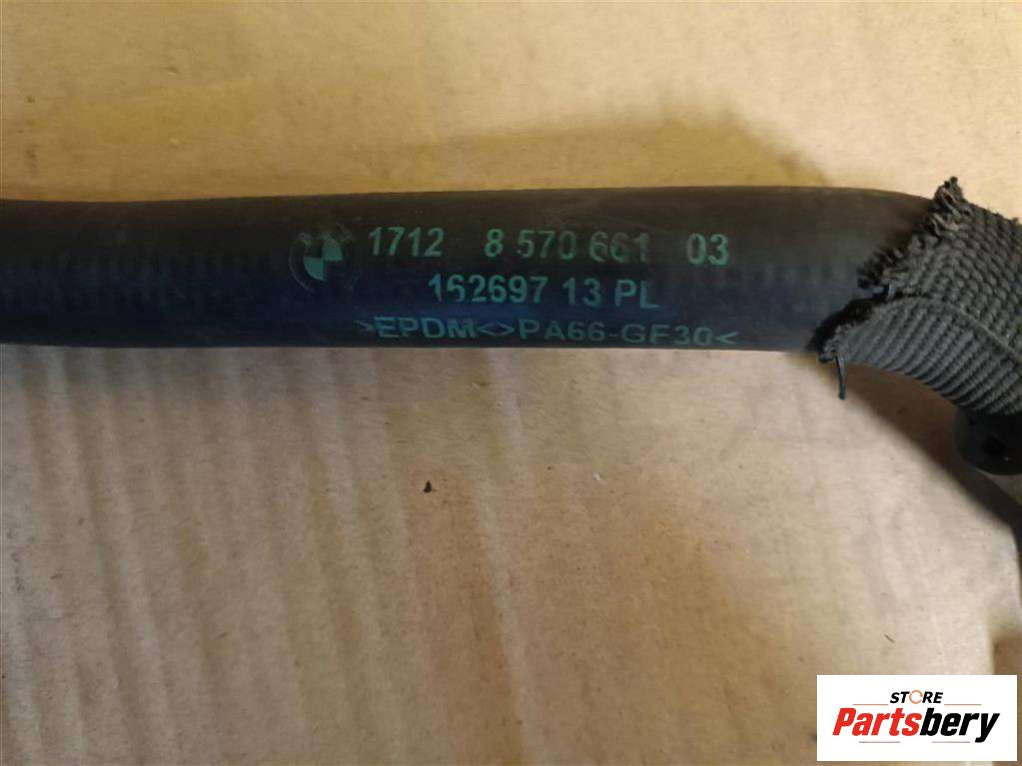 1712 8 570 661 03
162697 13 PL
>EPDM<>PA66-GF30<
STORE
Partsbery